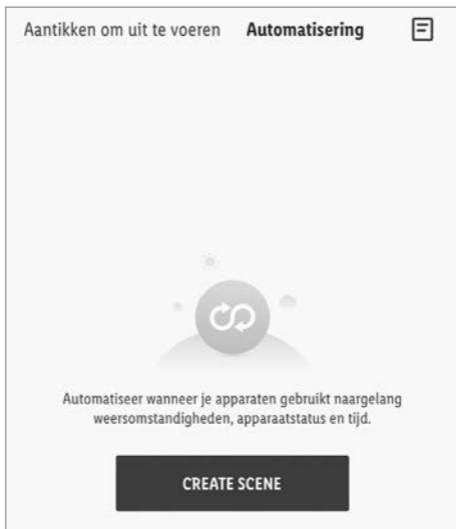 Aantikken om uit te voeren Automatisering
Automatiseer wanneer je apparaten gebruikt naargelang
weersomstandigheden, apparaatstatus en tijd.
CREATE SCENE